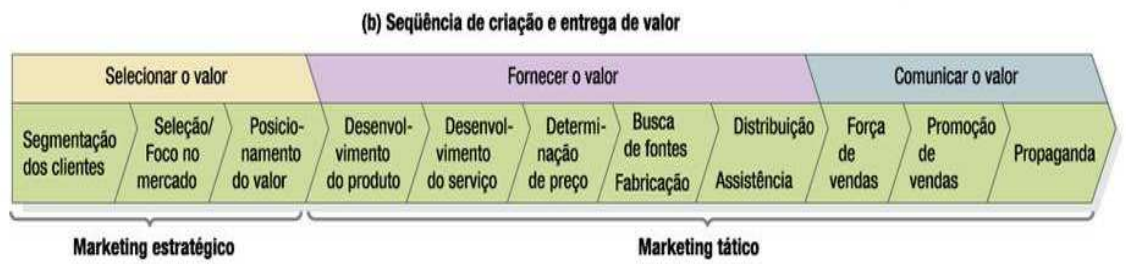 (b) Seqüência de criação e entrega de valor
Selecionar o valor
Fornecer o valor
Comunicar o valor
Segmentação
dos clientes
Seleção/
Foco no
mercado
Posicio-
namento
do valor
Desenvol-
vimento
do produto
Desenvol-
vimento
do serviço
Determi-
nação
de preço
Busca
de fontes
Fabricação
Distribuição
Assistência
Força
de
vendas
Promoção
de
vendas
Propaganda
Marketing estratégico
Marketing tático